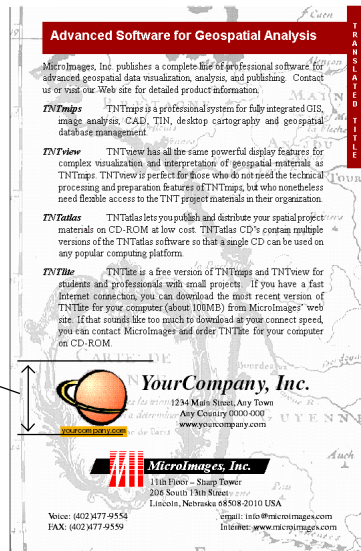 Advanced Software for Geospatial Analysis
TRANSLATED TITLE
MicroImages, Inc. publishes a complete line of professional software for
advanced geospatial data visualization, analysis, and publishing. Contact
us or visit our Web site for detailed product information.
TNTmips TNTmips is a professional system for fully integrated GIS,
image analysis, CAD, TIN, desktop cartography and geospatial
database management.
TNTview TNTview has all the same powerful display features for
complex visualization and interpretation of geospatial materials as
TNTmips. TNTview is perfect for those who do not need the technical
processing and preparation features of TNTmips, but who nonetheless
need flexible access to the TNT project materials in their organization.
TNTatlas TNTatlas lets you publish and distribute your spatial project
materials on CD-ROM at low cost. TNTatlas CD"s contain multiple
versions of the TNTatlas software so that a single CD can be used on
any popular computing platform.
TNTlite TNTlite is a free version of TNTmips and TNTview for
students and professionals with small projects. If you have a fast
Internet connection, you can download the most recent version of
TNTlite for your computer (about 100MB) from MicroImages" web
site. If that sounds like too much to download at your connect speed,
you can contact MicroImages and order TNTlite for your computer
on CD-ROM.
YourCompany, Inc.
1234 Main Street, Any Town
Any Country 0000-000
www.yourcompany.com
yourcompany.com
MicroImages, Inc.
11th Floor – Sharp Tower
206 South 13th Street
Lincoln, Nebraska 68508-2010 USA
Voice: (402)477-9554 email: info@microimages.com
FAX: (402)477-9559 Internet: www.microimages.com